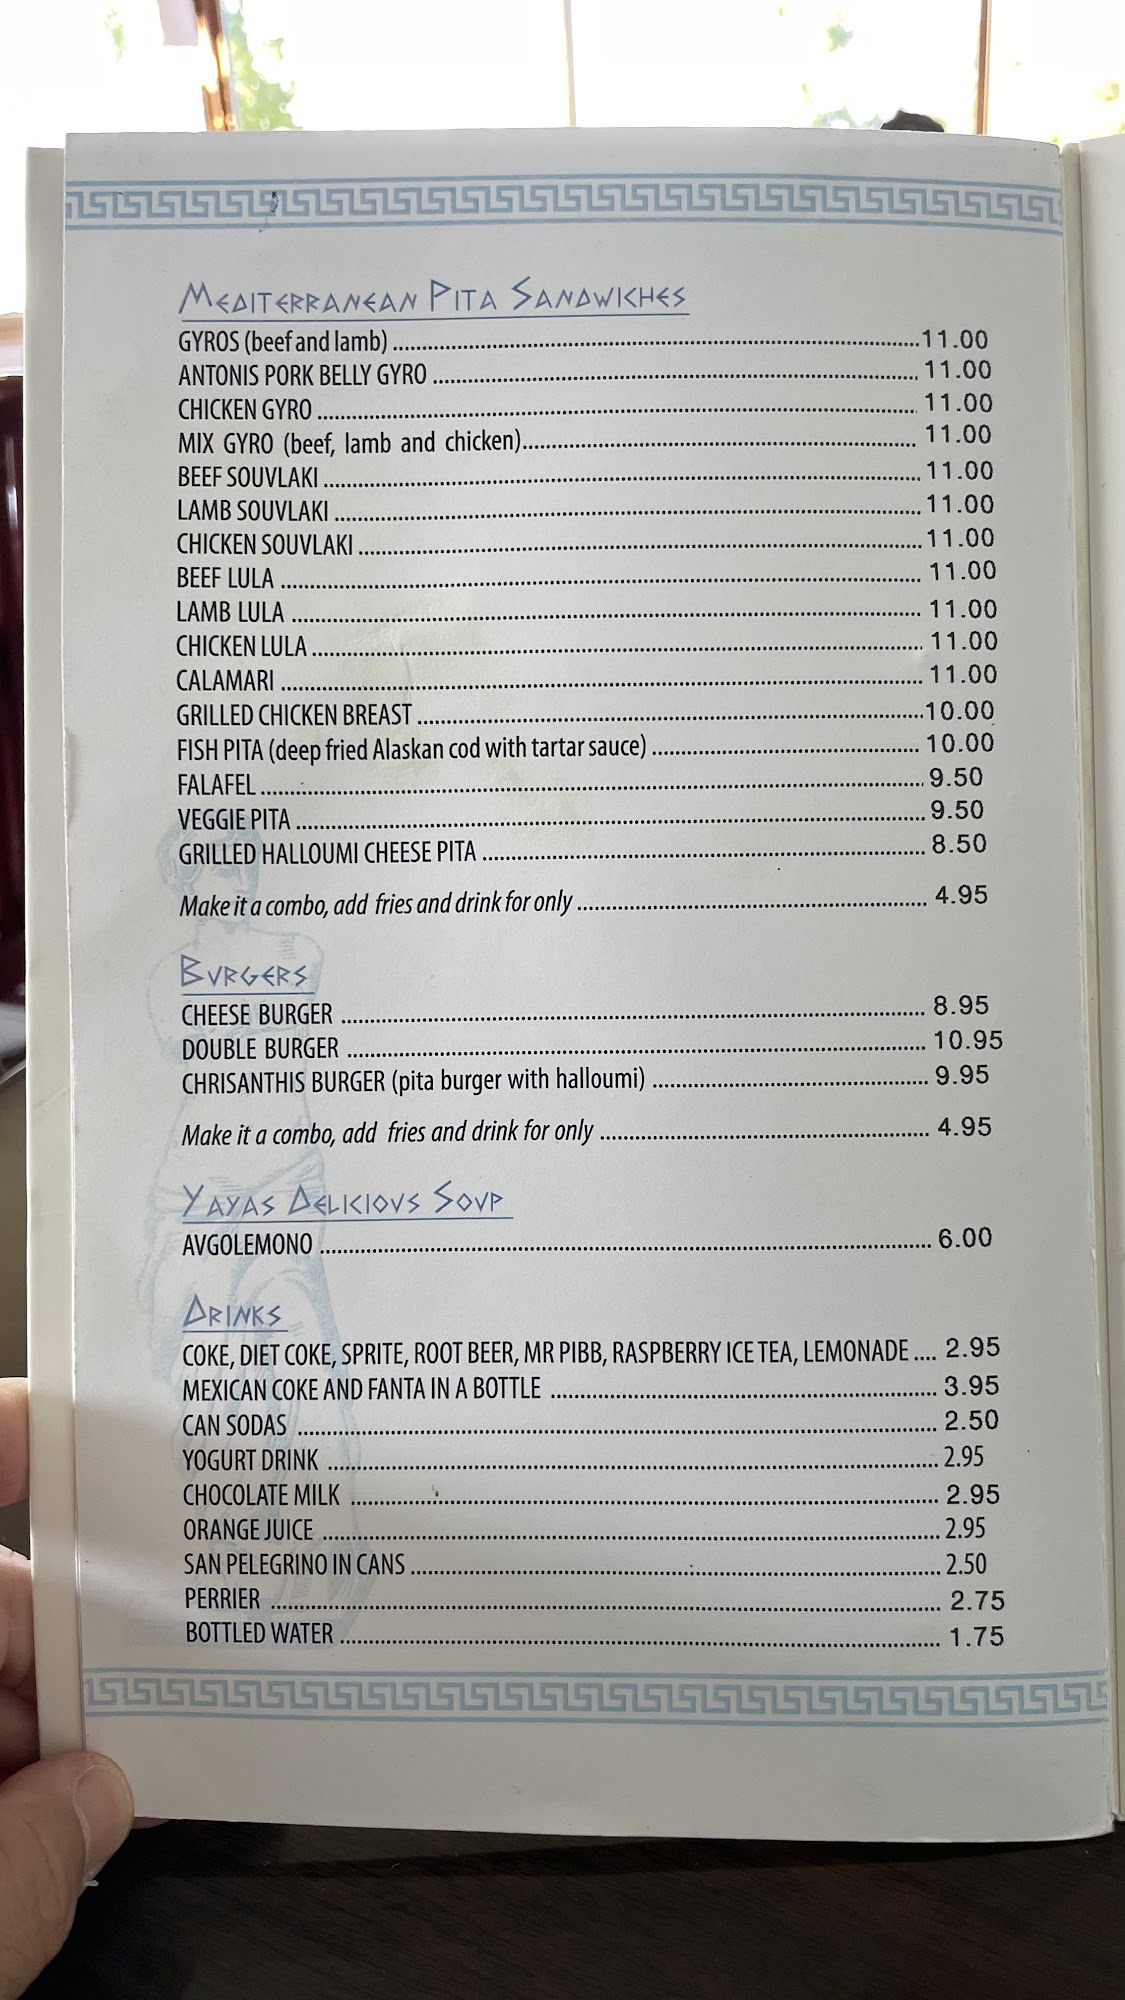 MEDITERRANEAN PITA SANDWICHES
GYROS (beef and lamb) ........ 11.00
ANTONIS PORK BELLY GYRO ........ 11.00
CHICKEN GYRO ........ 11.00
MIX GYRO (beef, lamb and chicken) ........ 11.00
BEEF SOUVLAKI ........ 11.00
LAMB SOUVLAKI ........ 11.00
CHICKEN SOUVLAKI ........ 11.00
BEEF LULA ........ 11.00
LAMB LULA ........ 11.00
CHICKEN LULA ........ 11.00
CALAMARI ........ 11.00
GRILLED CHICKEN BREAST ........ 10.00
FISH PITA (deep fried Alaskan cod with tartar sauce) ........ 10.00
FALAFEL ........ 9.50
VEGGIE PITA ........ 9.50
GRILLED HALLOUMI CHEESE PITA ........ 8.50
Make it a combo, add fries and drink for only ........ 4.95
BURGERS
CHEESE BURGER ........ 8.95
DOUBLE BURGER ........ 10.95
CHRISANTHIS BURGER (pita burger with halloumi) ........ 9.95
Make it a combo, add fries and drink for only ........ 4.95
YAYAS DELICIOUS SOUP
AVGOLEMONO ........ 6.00
DRINKS
COKE, DIET COKE, SPRITE, ROOT BEER, MR PIBB, RASPBERRY ICE TEA, LEMONADE .... 2.95
MEXICAN COKE AND FANTA IN A BOTTLE ........ 3.95
CAN SODAS ........ 2.50
YOGURT DRINK ........ 2.95
CHOCOLATE MILK ........ 2.95
ORANGE JUICE ........ 2.95
SAN PELEGRINO IN CANS ........ 2.50
PERRIER ........ 2.75
BOTTLED WATER ........ 1.75